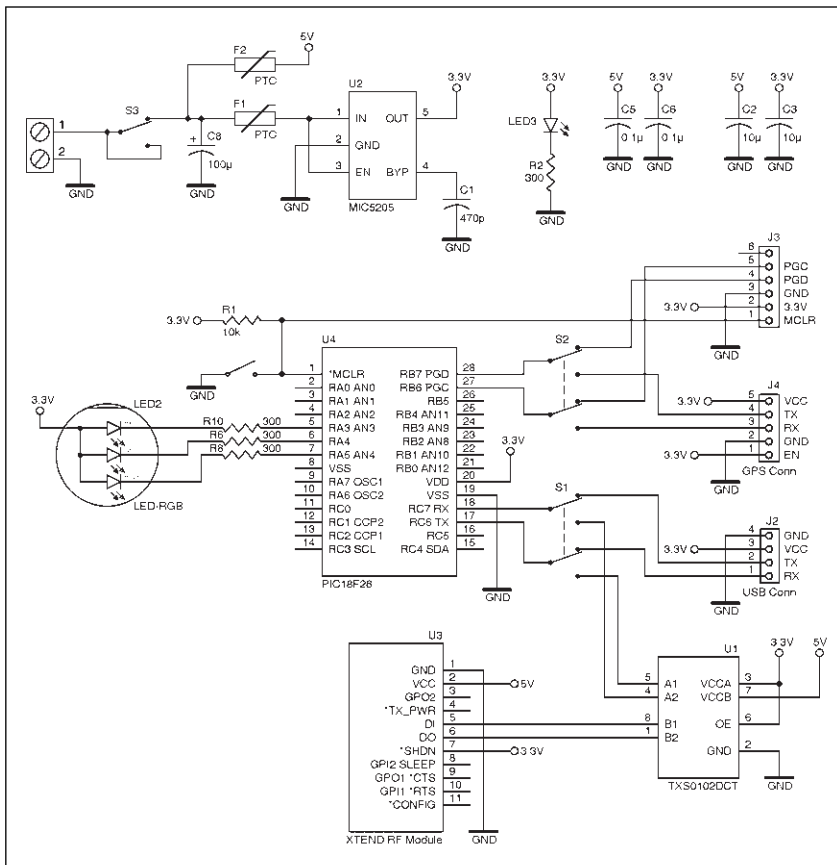 F2
PTC
5V
S3
F1
PTC
1
2
GND
+
C8
100µ
GND
U2
1 IN OUT 5
2 GND
3 EN BYP 4
MIC5205
GND
3.3V
C1
470p
GND
3.3V
LED3
R2
300
GND
5V 3.3V
C5 C6
0.1µ 0.1µ
GND
5V 3.3V
C2 C3
10µ 10µ
GND
3.3V
R1
10k
GND
J3
6
5 PGC
4 PGD
3 GND
3.3V 2 3.3V
1 MCLR
GND
U4
1 *MCLR RB7 PGD 28
2 RA0 AN0 RB6 PGC 27
3 RA1 AN1 RB5 26
4 RA2 AN2 RB4 AN11 25
5 RA3 AN3 RB3 AN9 24
6 RA4 RB2 AN8 23
7 RA5 AN4 RB1 AN10 22
8 VSS RB0 AN12 21
9 RA7 OSC1 VDD 20
10 RA6 OSC2 VSS 19
11 RC0 RC7 RX 18
12 RC1 CCP2 RC6 TX 17
13 RC2 CCP1 RC5 16
14 RC3 SCL RC4 SDA 15
PIC18F26
3.3V
GND
3.3V
LED2
LED-RGB
R10 300
R6 300
R8 300
S2
J4
3.3V 5 VCC
4 TX
3 RX
2 GND
3.3V 1 EN
GPS Conn
GND
S1
J2
4 GND
3.3V 3 VCC
2 TX
1 RX
USB Conn
GND
U3
GND 1
VCC 2 5V
GPO2 3
*TX_PWR 4
DI 5
DO 6
*SHDN 7 3.3V
GPI2 SLEEP 8
GPO1 *CTS 9
GPI1 *RTS 10
*CONFIG 11
XTEND RF Module
GND
3.3V 5V
U1
5 A1 VCCA 3
4 A2 VCCB 7
8 B1 OE 6
1 B2
GND 2
TXS0102DCT
GND